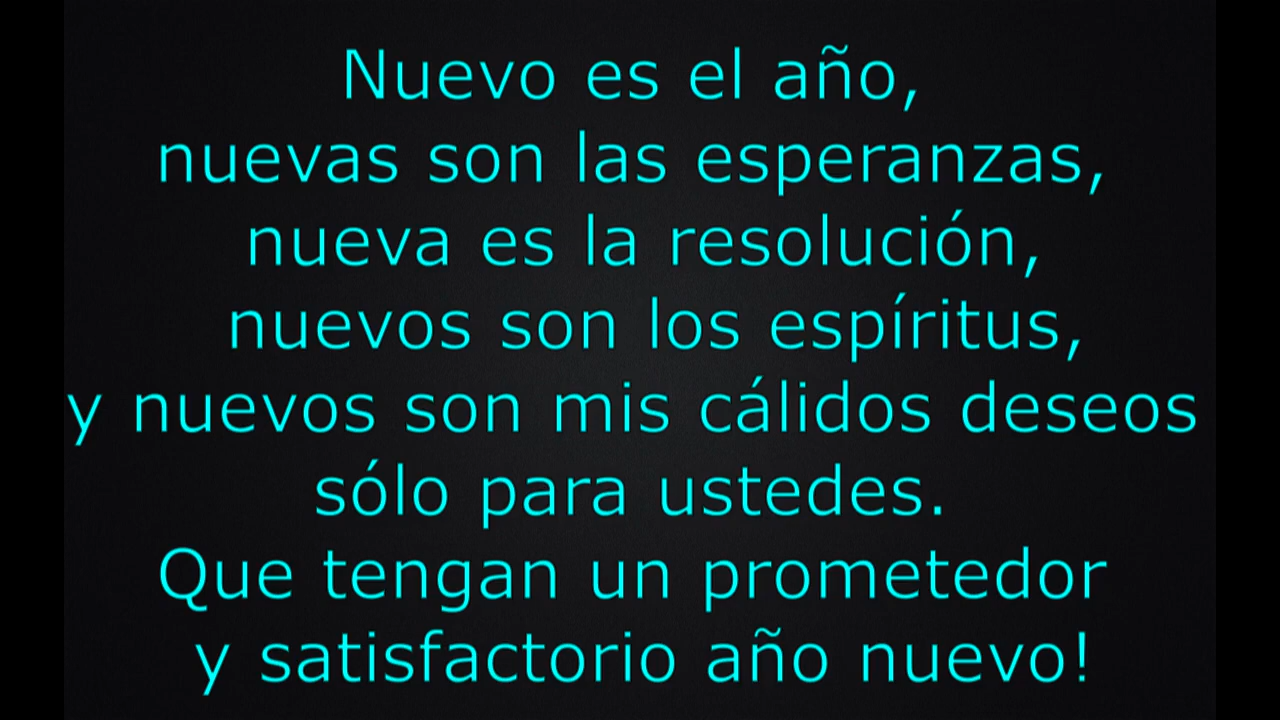 Nuevo es el año,
nuevas son las esperanzas,
nueva es la resolución,
nuevos son los espíritus,
y nuevos son mis cálidos deseos
sólo para ustedes.
Que tengan un prometedor
y satisfactorio año nuevo!